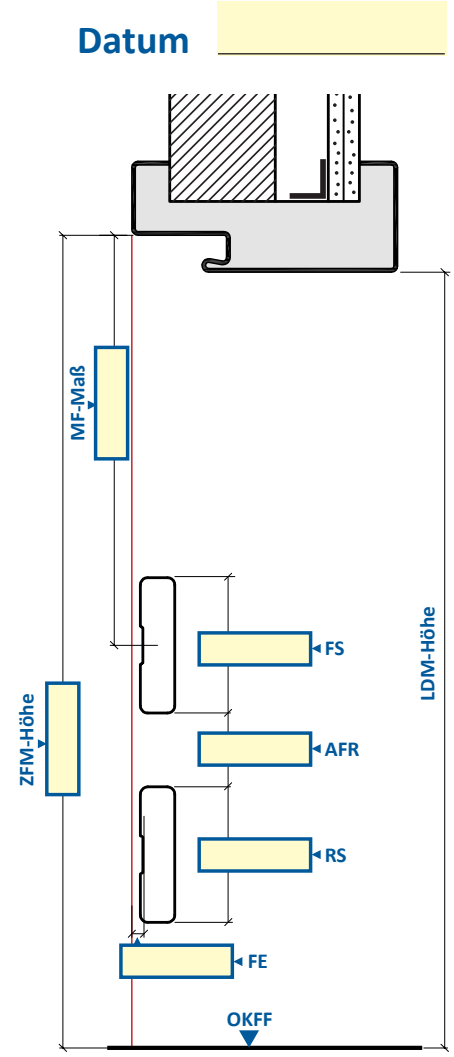 Datum
MF-Maß
ZFM-Höhe
LDM-Höhe
FS
AFR
RS
FE
OKFF